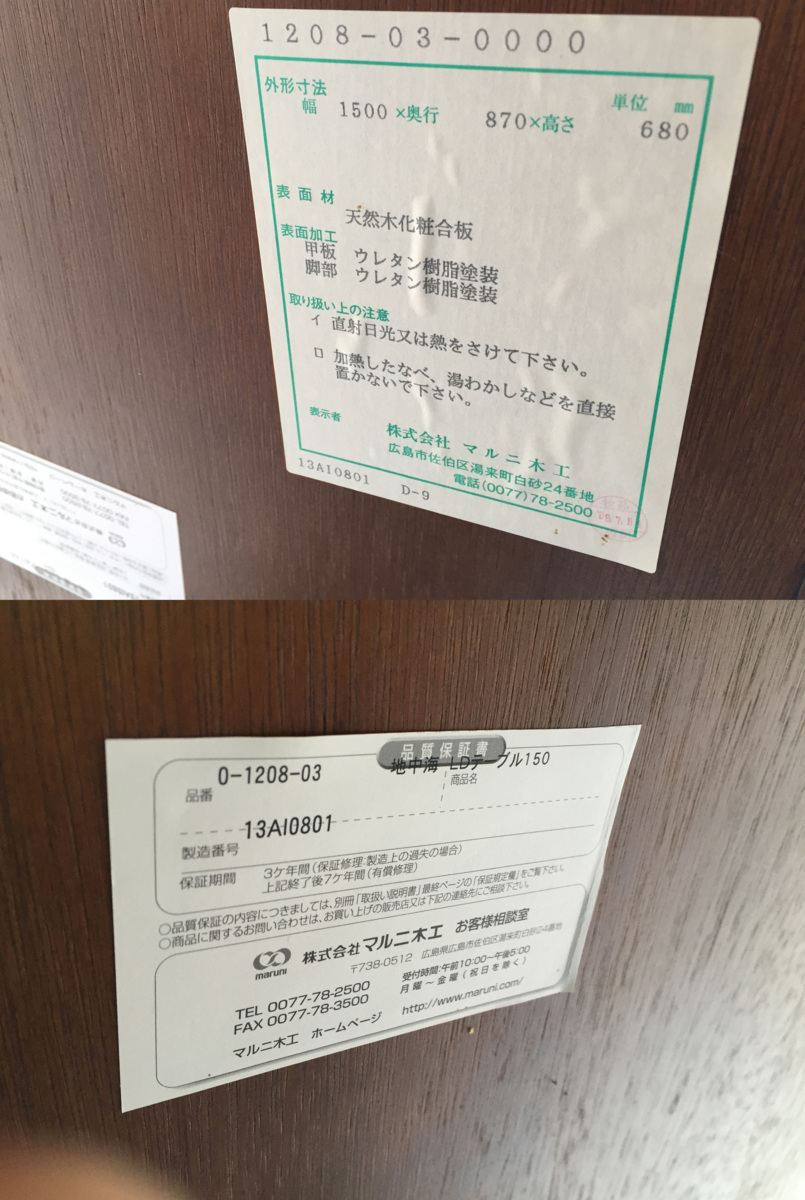 1208-03-0000
外形寸法
単位 mm
幅 1500 ×奥行 870×高さ 680
表面材
天然木化粧合板
表面加工
甲板 ウレタン樹脂塗装
脚部 ウレタン樹脂塗装
取り扱い上の注意
イ 直射日光又は熱をさけて下さい。
ロ 加熱したなべ、湯わかしなどを直接
置かないで下さい。
表示者
株式会社 マルニ木工
広島市佐伯区湯来町白砂24番地
電話(0077)78-2500
13AI0801 D-9
品質保証書
品番 0-1208-03 地中海 LDテーブル150
商品名
製造番号 13AI0801
保証期間 3ケ年間(保証修理:製造上の過失の場合)
上記終了後7ケ年間(有償修理)
○品質保証の内容につきましては、別冊「取扱い説明書」最終ページの「保証規定欄」をご覧下さい。
○商品に関するお問い合わせは、お買い上げの販売店又は下記の連絡先にご相談下さい。
maruni 株式会社マルニ木工 お客様相談室
〒738-0512 広島県広島市佐伯区湯来町白砂24番地
TEL 0077-78-2500 受付時間:午前10:00~午後5:00
FAX 0077-78-3500 月曜~金曜(祝日を除く)
マルニ木工 ホームページ http://www.maruni.com/